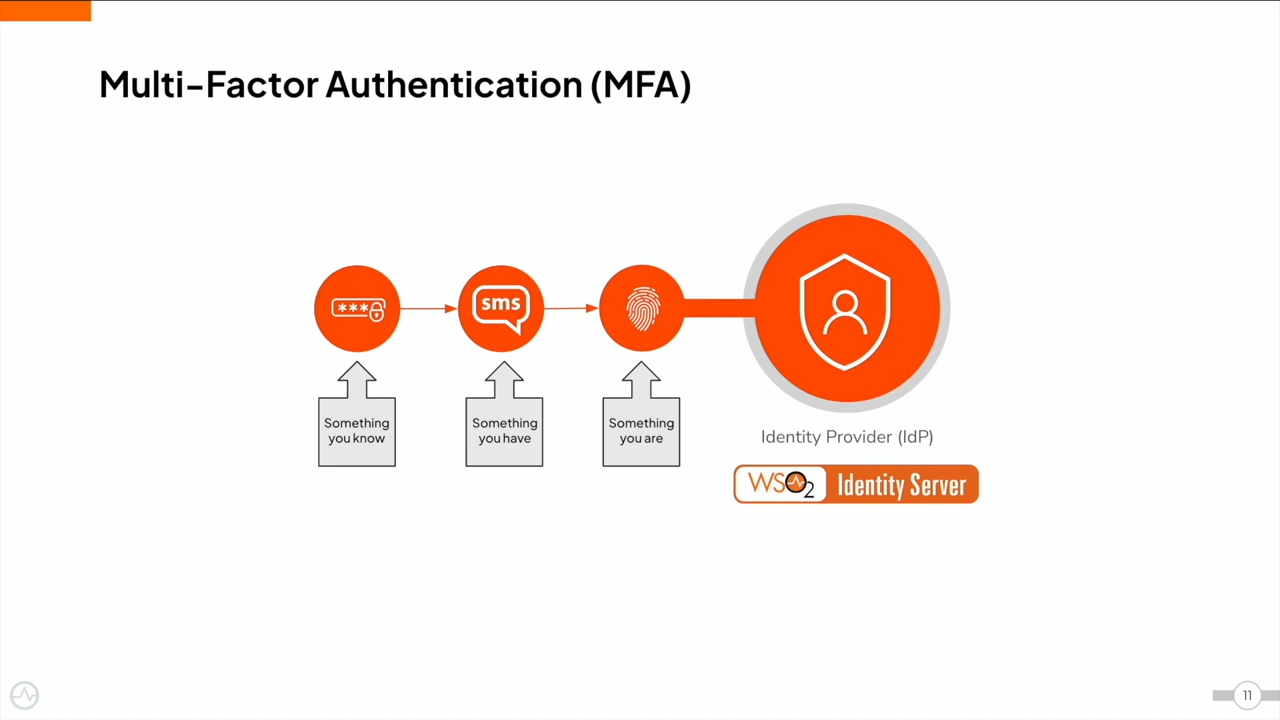 Multi-Factor Authentication (MFA)
***
sms
Something
you know
Something
you have
Something
you are
Identity Provider (IdP)
WSO2 Identity Server
11